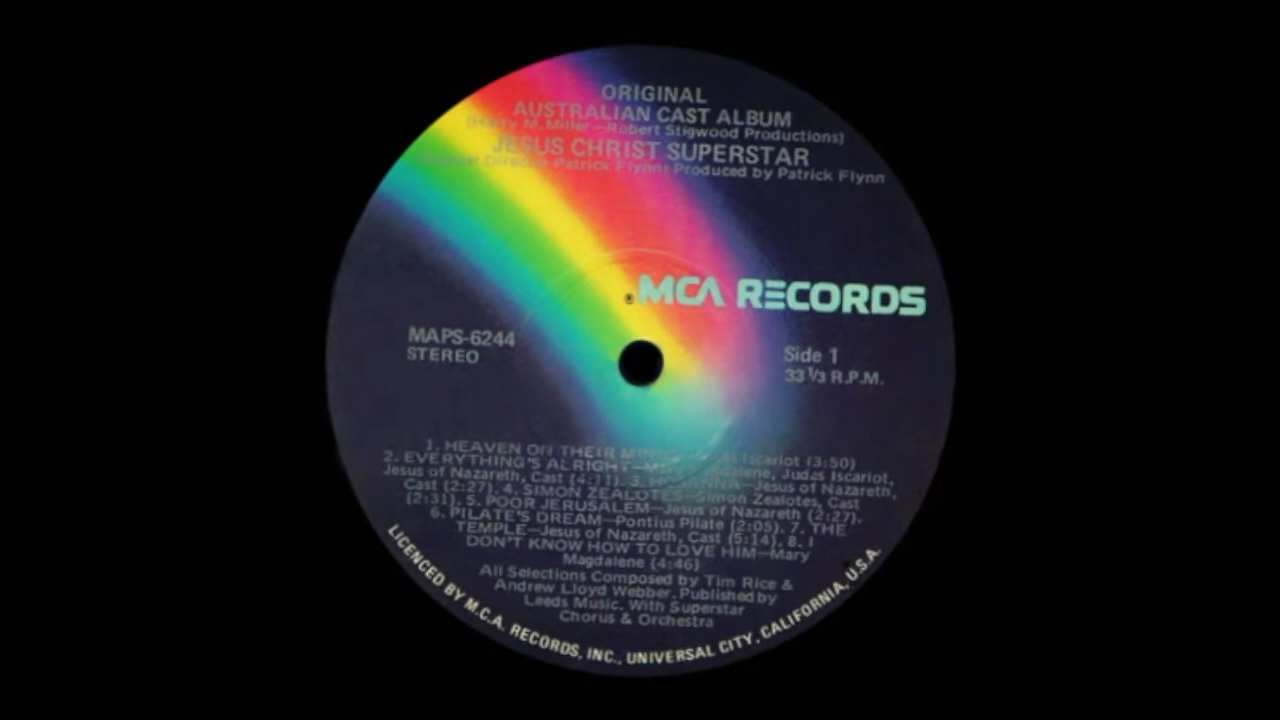 ORIGINAL
AUSTRALIAN CAST ALBUM
(Harry M. Miller—Robert Stigwood Productions)
JESUS CHRIST SUPERSTAR
Patrick Flynn: Produced by Patrick Flynn
® MCA RECORDS
MAPS-6244
STEREO
Side 1
33 1/3 R.P.M.
1. HEAVEN ON THEIR Iscariot (3:50)
2. EVERYTHING'S ALRIGHT— Judas Iscariot,
Jesus of Nazareth, Cast (4:11). 3. —Jesus of Nazareth,
Cast (2:27). 4. SIMON ZEALOTES—Simon Zealotes, Cast
(2:31). 5. POOR JERUSALEM—Jesus of Nazareth (2:27).
6. PILATE'S DREAM—Pontius Pilate (2:05). 7. THE
TEMPLE—Jesus of Nazareth, Cast (5:14). 8. I
DON'T KNOW HOW TO LOVE HIM—Mary
Magdalene (4:46)
All Selections Composed by Tim Rice &
Andrew Lloyd Webber. Published by
Leeds Music. With Superstar
Chorus & Orchestra
LICENCED BY M.C.A. RECORDS, INC., UNIVERSAL CITY, CALIFORNIA, U.S.A.